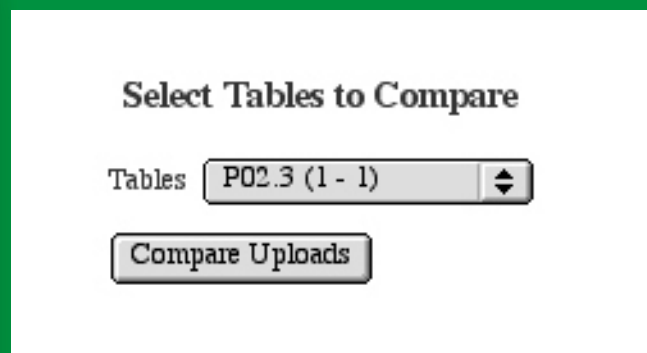 Select Tables to Compare
Tables P02.3 (1 - 1)
Compare Uploads